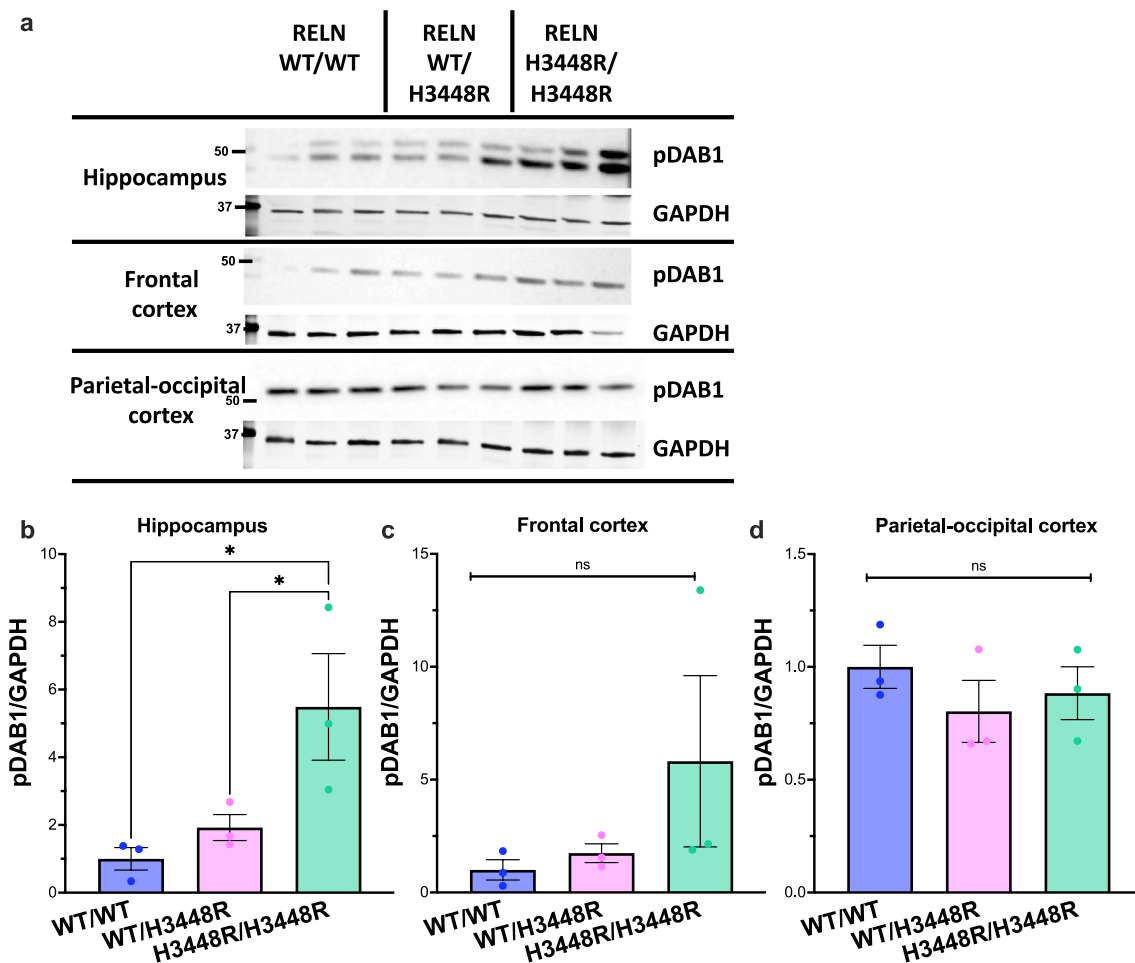 a
RELN
WT/WT
RELN
WT/
H3448R
RELN
H3448R/
H3448R
Hippocampus
50
pDAB1
37
GAPDH
Frontal
cortex
50
pDAB1
37
GAPDH
Parietal-occipital
cortex
50
pDAB1
37
GAPDH
b
Hippocampus
pDAB1/GAPDH
10
8
6
4
2
0
*
*
WT/WT
WT/H3448R
H3448R/H3448R
c
Frontal cortex
pDAB1/GAPDH
15
10
5
0
ns
WT/WT
WT/H3448R
H3448R/H3448R
d
Parietal-occipital cortex
pDAB1/GAPDH
1.5
1.0
0.5
0.0
ns
WT/WT
WT/H3448R
H3448R/H3448R